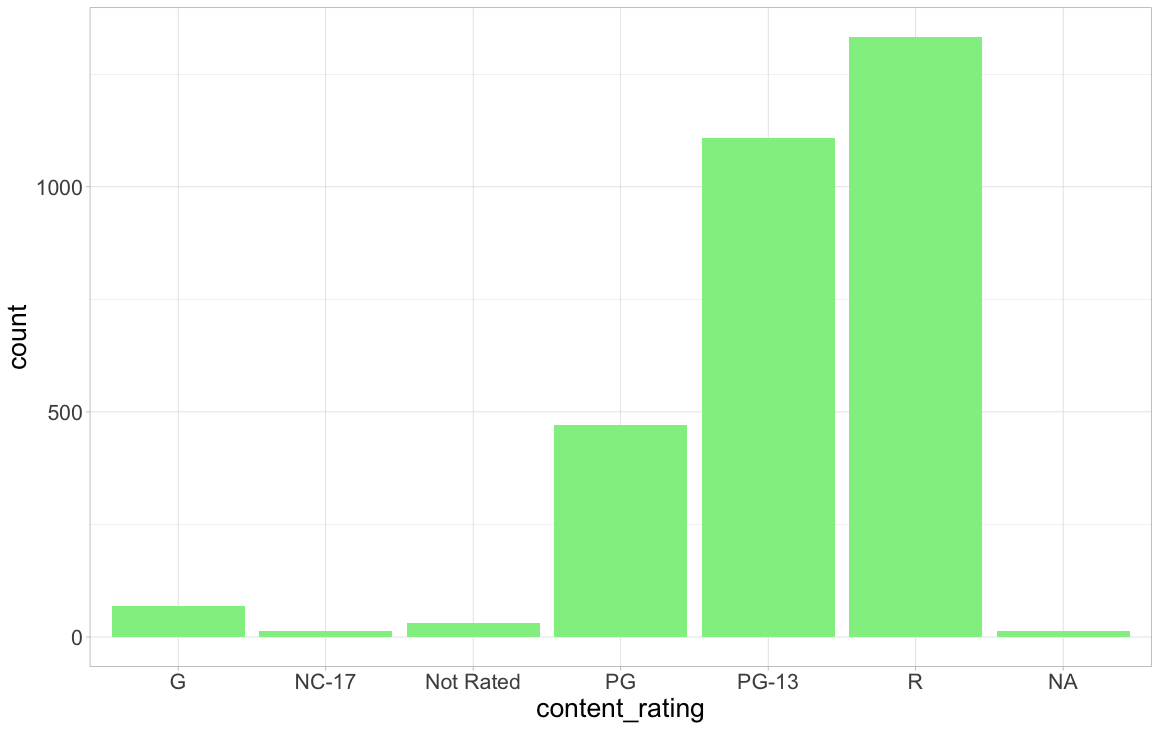 count
1000
500
0
G NC-17 Not Rated PG PG-13 R NA
content_rating